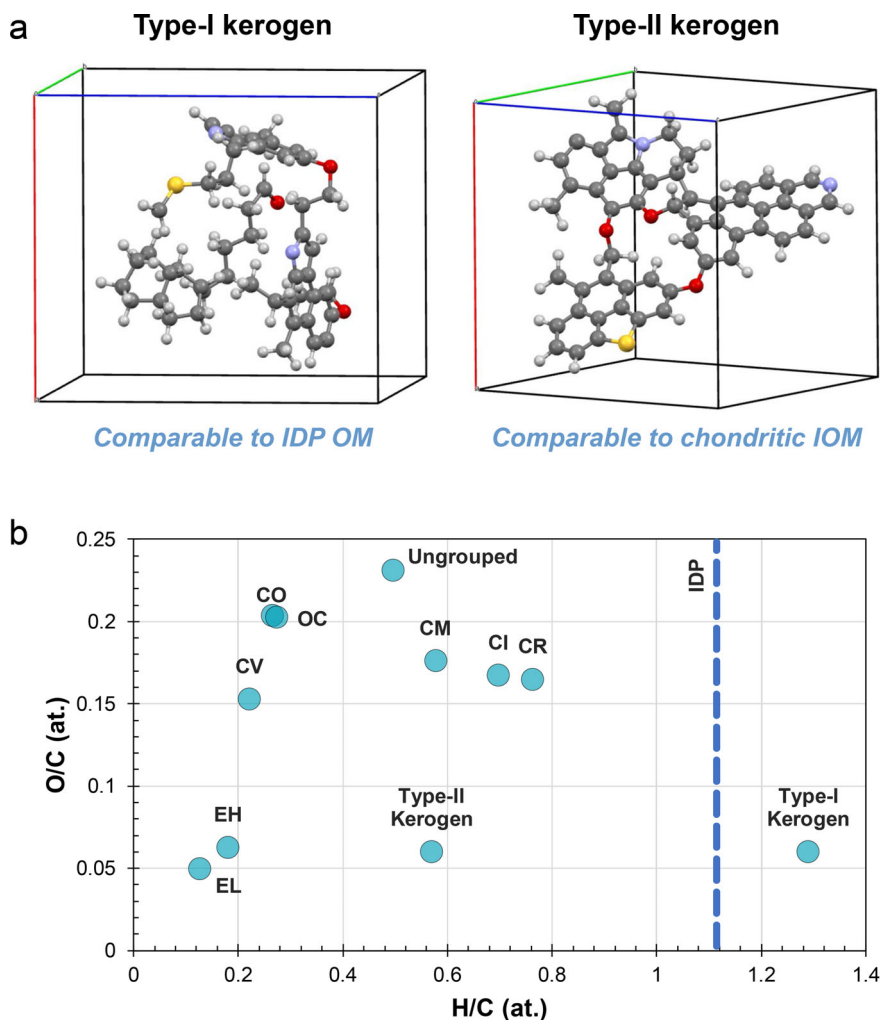 a
Type-I kerogen
Type-II kerogen
Comparable to IDP OM
Comparable to chondritic IOM
b
0.25
0.2
0.15
0.1
0.05
0
O/C (at.)
Ungrouped
CO
OC
CM
CI
CR
CV
IDP
EH
EL
Type-II
Kerogen
Type-I
Kerogen
0
0.2
0.4
0.6
0.8
1
1.2
1.4
H/C (at.)